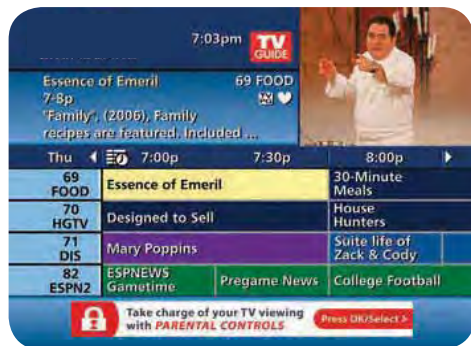 7:03pm
TV
GUIDE
Essence of Emeril 69 FOOD
7-8p
"Family", (2006), Family
recipes are featured. Included ...
Thu 7:00p 7:30p 8:00p
69
FOOD
Essence of Emeril
30-Minute
Meals
70
HGTV
Designed to Sell
House
Hunters
71
DIS
Mary Poppins
Suite life of
Zack & Cody
82
ESPN2
ESPNEWS
Gametime
Pregame News
College Football
Take charge of your TV viewing
with PARENTAL CONTROLS
Press OK/Select >